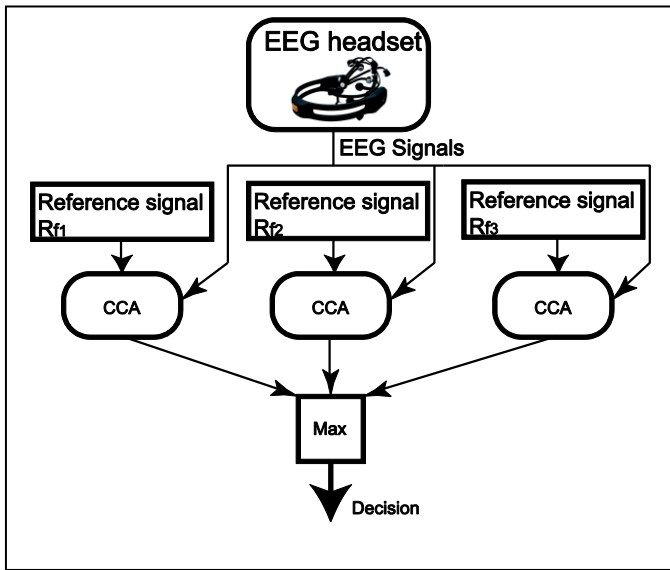 EEG headset
EEG Signals
Reference signal
Rf1
Reference signal
Rf2
Reference signal
Rf3
CCA
CCA
CCA
Max
Decision